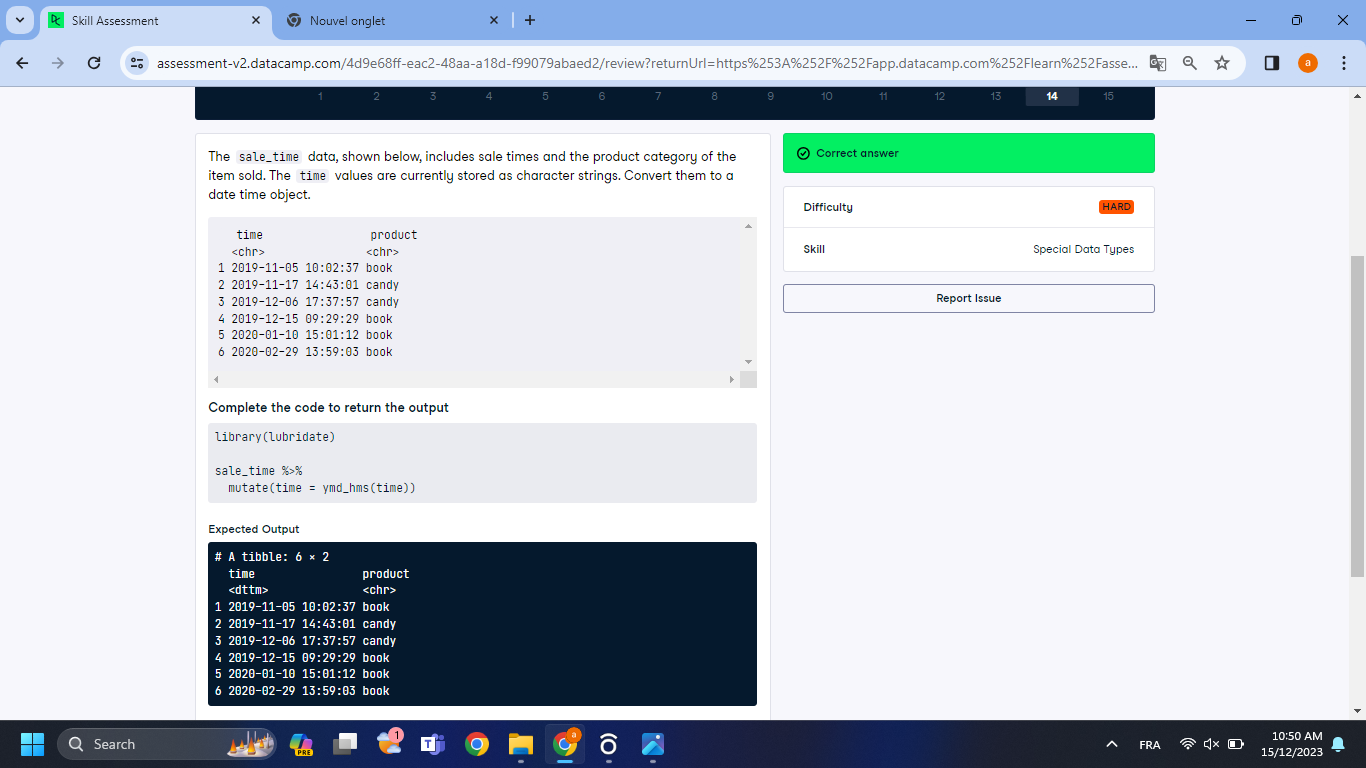 Skill Assessment
Nouvel onglet
assessment-v2.datacamp.com/4d9e68ff-eac2-48aa-a18d-f99079abaed2/review?returnUrl=https%253A%252F%252Fapp.datacamp.com%252Flearn%252Fasse...
a
1 2 3 4 5 6 7 8 9 10 11 12 13 14 15
The sale_time data, shown below, includes sale times and the product category of the
item sold. The time values are currently stored as character strings. Convert them to a
date time object.
time product
<chr> <chr>
1 2019-11-05 10:02:37 book
2 2019-11-17 14:43:01 candy
3 2019-12-06 17:37:57 candy
4 2019-12-15 09:29:29 book
5 2020-01-10 15:01:12 book
6 2020-02-29 13:59:03 book
Complete the code to return the output
library(lubridate)
sale_time %>%
mutate(time = ymd_hms(time))
Expected Output
# A tibble: 6 × 2
time product
<dttm> <chr>
1 2019-11-05 10:02:37 book
2 2019-11-17 14:43:01 candy
3 2019-12-06 17:37:57 candy
4 2019-12-15 09:29:29 book
5 2020-01-10 15:01:12 book
6 2020-02-29 13:59:03 book
Correct answer
Difficulty HARD
Skill Special Data Types
Report Issue
Search
PRE
1
a
FRA
10:50 AM
15/12/2023